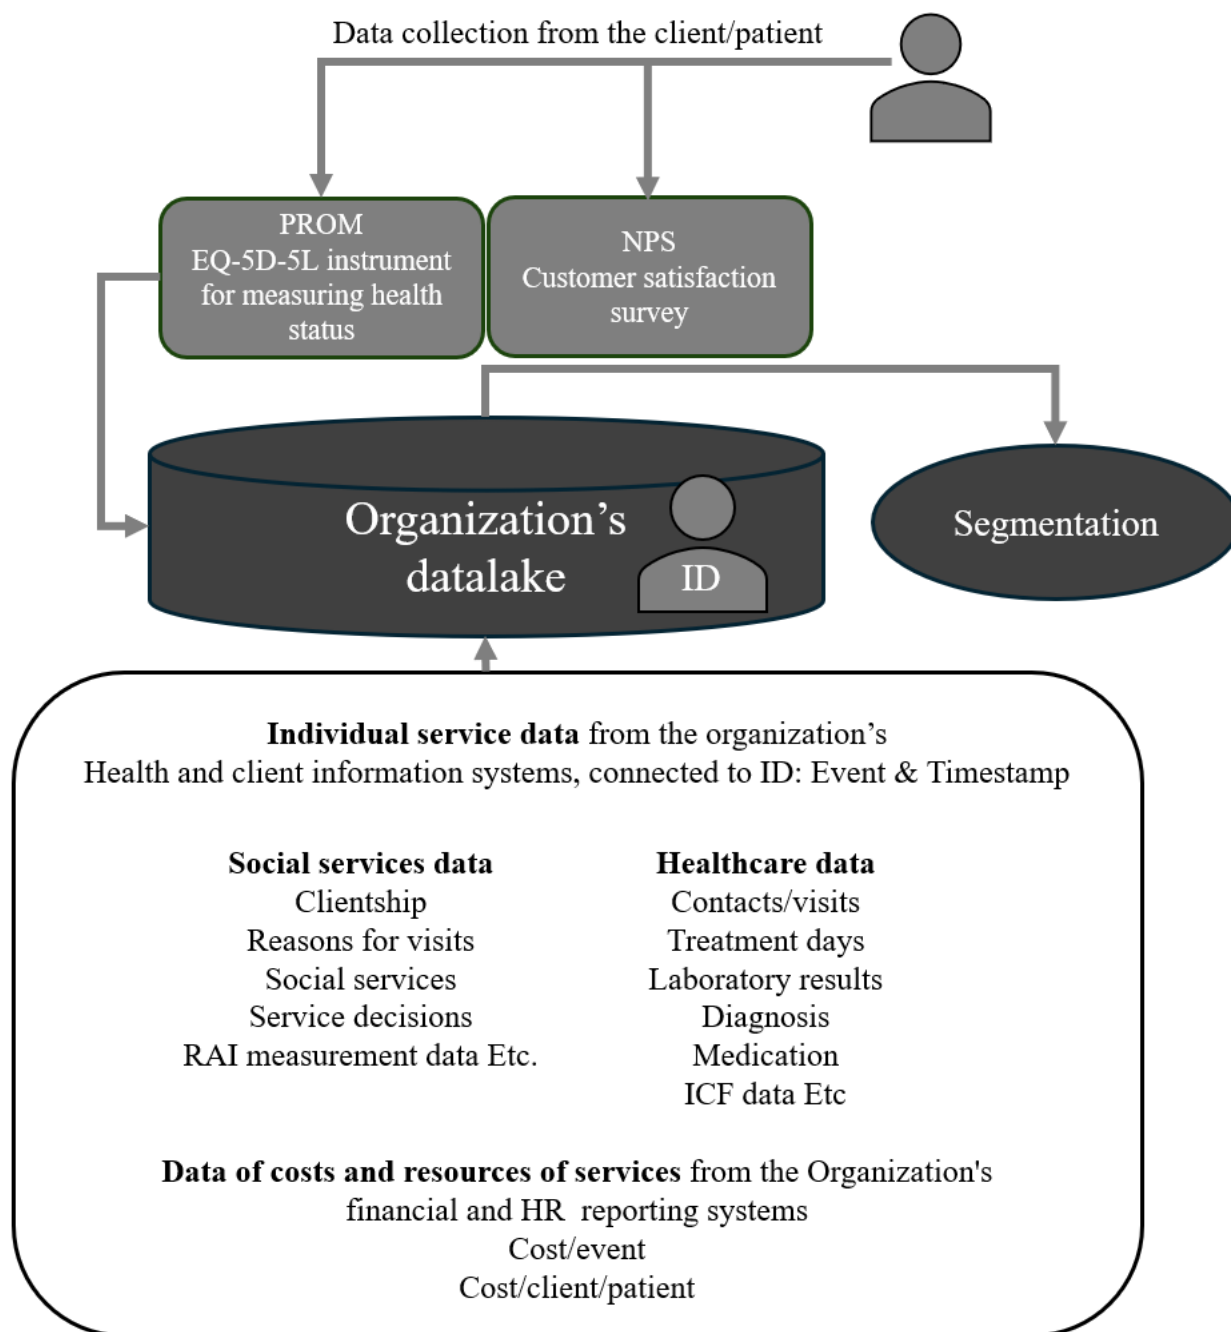 Data collection from the client/patient
PROM
EQ-5D-5L instrument
for measuring health
status
NPS
Customer satisfaction
survey
Organization’s
datalake
ID
Segmentation
Individual service data from the organization’s
Health and client information systems, connected to ID: Event & Timestamp
Social services data
Clientship
Reasons for visits
Social services
Service decisions
RAI measurement data Etc.
Healthcare data
Contacts/visits
Treatment days
Laboratory results
Diagnosis
Medication
ICF data Etc
Data of costs and resources of services from the Organization's
financial and HR  reporting systems
Cost/event
Cost/client/patient